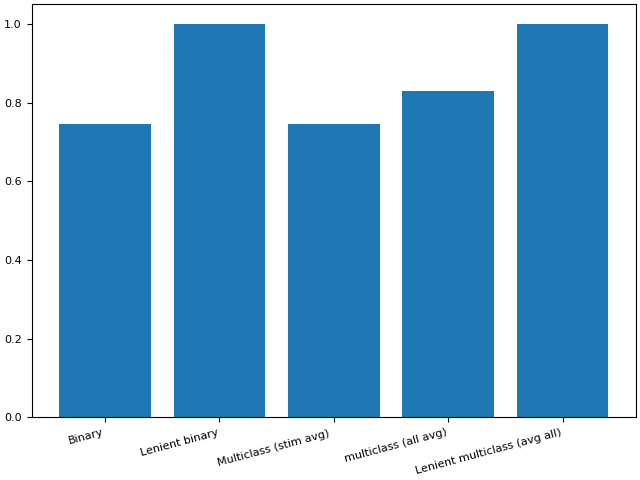 1.0
0.8
0.6
0.4
0.2
0.0
Binary
Lenient binary
Multiclass (stim avg)
multiclass (all avg)
Lenient multiclass (avg all)